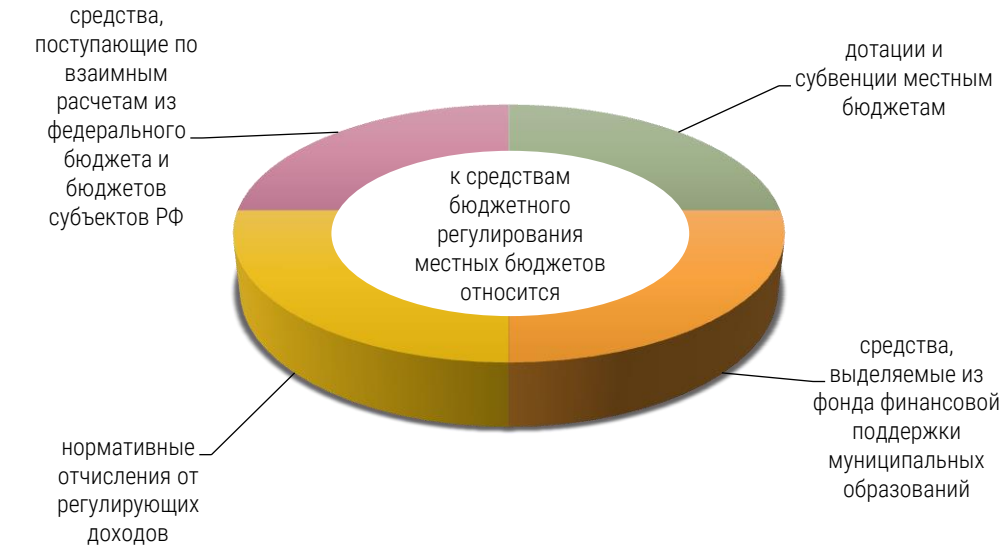 средства,
поступающие по
взаимным
расчетам из
федерального
бюджета и
бюджетов
субъектов РФ
дотации и
субвенции местным
бюджетам
к средствам
бюджетного
регулирования
местных бюджетов
относится
средства,
выделяемые из
фонда финансовой
поддержки
муниципальных
образований
нормативные
отчисления от
регулирующих
доходов